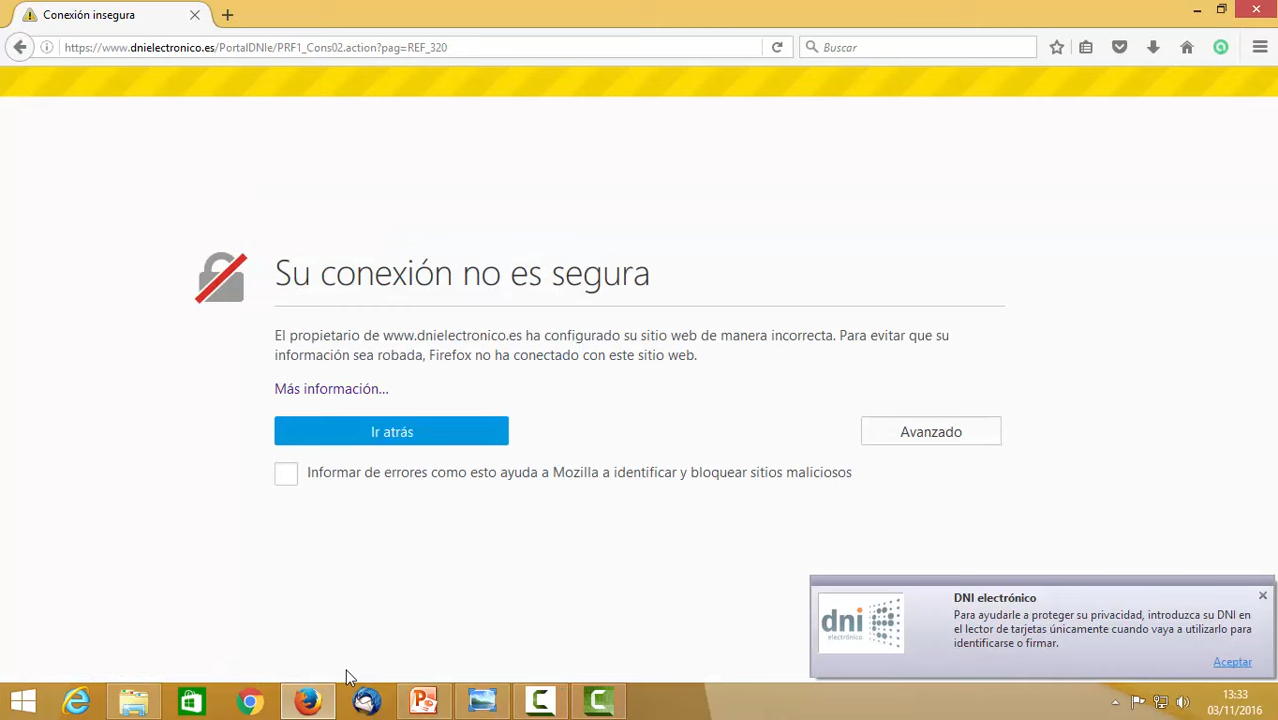 Conexión insegura
https://www.dnielectronico.es/PortalDNIe/PRF1_Cons02.action?pag=REF_320
Buscar
Su conexión no es segura
El propietario de www.dnielectronico.es ha configurado su sitio web de manera incorrecta. Para evitar que su
información sea robada, Firefox no ha conectado con este sitio web.
Más información...
Ir atrás
Avanzado
Informar de errores como esto ayuda a Mozilla a identificar y bloquear sitios maliciosos
DNI electrónico
Para ayudarle a proteger su privacidad, introduzca su DNI en
el lector de tarjetas únicamente cuando vaya a utilizarlo para
identificarse o firmar.
dni
electrónico
Aceptar
13:33
03/11/2016